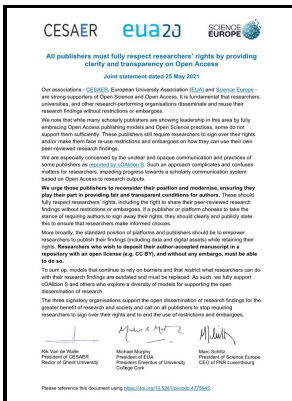 CESAER
eua20
SCIENCE
EUROPE
All publishers must fully respect researchers' rights by providing
clarity and transparency on Open Access
Joint statement dated 25 May 2021
Our associations - CESAER, European University Association (EUA) and Science Europe -
are strong supporters of Open Science and Open Access. It is fundamental that researchers,
universities, and other research-performing organisations disseminate and reuse their
research findings without restrictions or embargoes.
We note that while many scholarly publishers are showing leadership in this area by fully
embracing Open Access publishing models and Open Science practices, some do not
support them sufficiently. These publishers still require researchers to sign over their rights
and/or make them face re-use restrictions and embargoes on how they can use their own
peer-reviewed research findings.
We are especially concerned by the unclear and opaque communication and practices of
some publishers as reported by cOAlition S. Such an approach complicates and confuses
matters for researchers, impeding progress towards a scholarly communication system
based on Open Access to research outputs.
We urge those publishers to reconsider their position and modernise, ensuring they
play their part in providing fair and transparent conditions for authors. These should
fully respect researchers' rights, including the right to share their peer-reviewed research
findings without restrictions or embargoes. If a publisher or platform chooses to take the
stance of requiring authors to sign away their rights, they should clearly and publicly state
this to ensure that researchers make informed choices.
More broadly, the standard position of platforms and publishers should be to empower
researchers to publish their findings (including data and digital assets) while retaining their
rights. Researchers who wish to deposit their author-accepted manuscript in a
repository with an open license (e.g. CC BY), and without any embargo, must be able
to do so.
To sum up, models that continue to rely on barriers and that restrict what researchers can do
with their research findings are outdated and must be replaced. As such, we fully support
cOAlition S and others who explore a diversity of models for supporting the open
dissemination of research.
The three signatory organisations support the open dissemination of research findings for the
greater benefit of research and society and call on all publishers to stop requiring
researchers to sign over their rights and to end the use of restrictions and embargoes.
Rik Van de Walle
President of CESAER
Rector of Ghent University
Michael Murphy
President of EUA
President Emeritus of University
College Cork
Marc Schiltz
President of Science Europe
CEO of FNR Luxembourg
Please reference this document using https://doi.org/10.5281/zenodo.4775945.